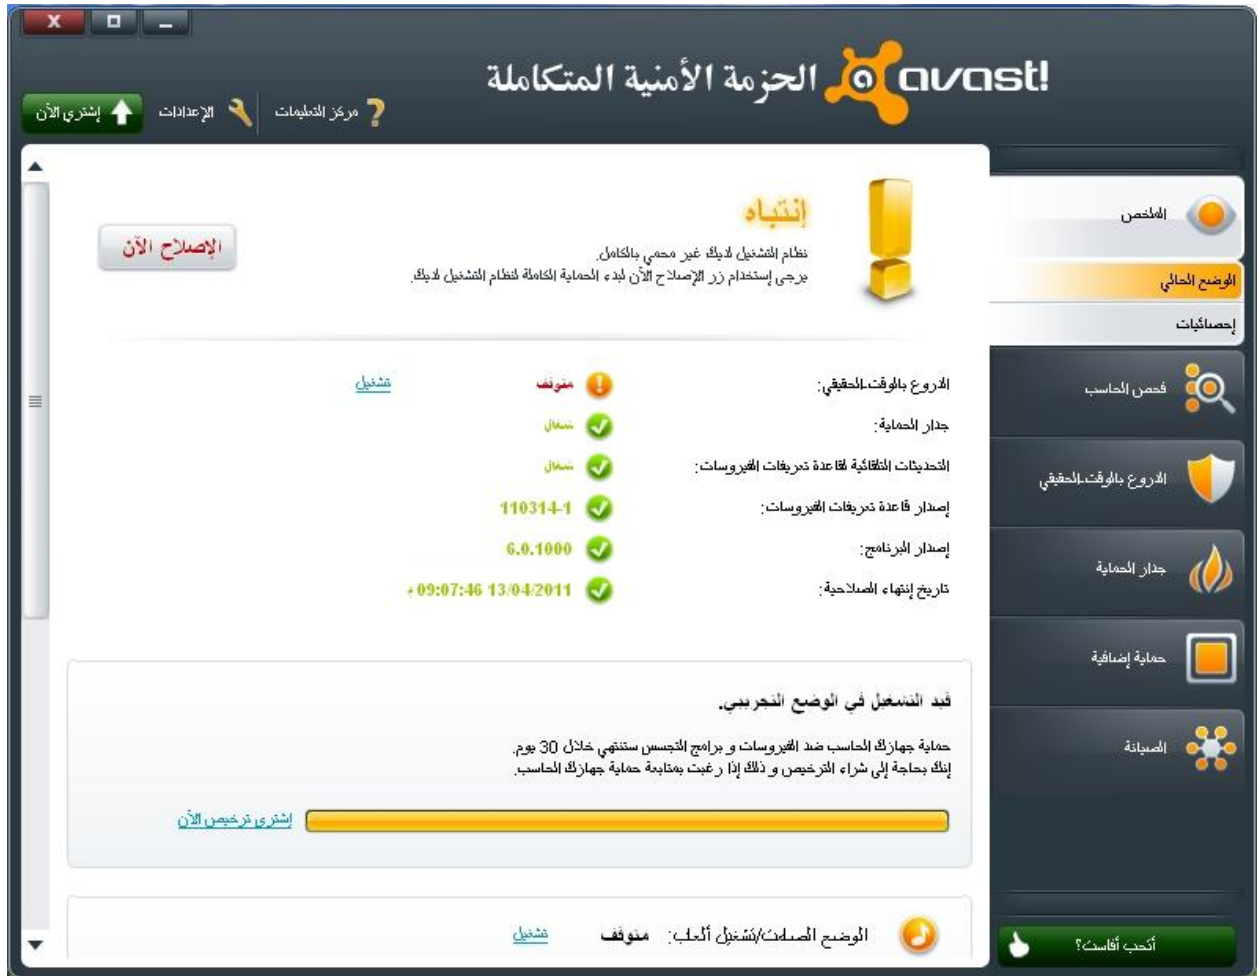 avast! الحزمة الأمنية المتكاملة
مركز التعليمات
الإعدادات
إشتري الآن
الملخص
الوضع الحالي
إحصائيات
فحص الحاسب
الدروع بالوقت الحقيقي
جدار الحماية
حماية إضافية
الصيانة
أتحب أفاست؟
إنتباه
نظام التشغيل لديك غير محمي بالكامل.
يرجى إستخدام زر الإصلاح الآن لبدء الحماية الكاملة لنظام التشغيل لديك.
الإصلاح الآن
الدروع بالوقت الحقيقي: متوقف تشغيل
جدار الحماية: شغال
التحديثات التلقائية لقاعدة تعريفات الفيروسات: شغال
إصدار قاعدة تعريفات الفيروسات: 110314-1
إصدار البرنامج: 6.0.1000
تاريخ إنتهاء الصلاحية: 13/04/2011 09:07:46
قيد التشغيل في الوضع التجريبي.
حماية جهازك الحاسب ضد الفيروسات و برامج التجسس ستنتهي خلال 30 يوم.
إنك بحاجة إلى شراء الترخيص و ذلك إذا رغبت بمتابعة حماية جهازك الحاسب.
إشتري ترخيص الآن
الوضع الصامت/تشغيل ألعاب: متوقف تشغيل